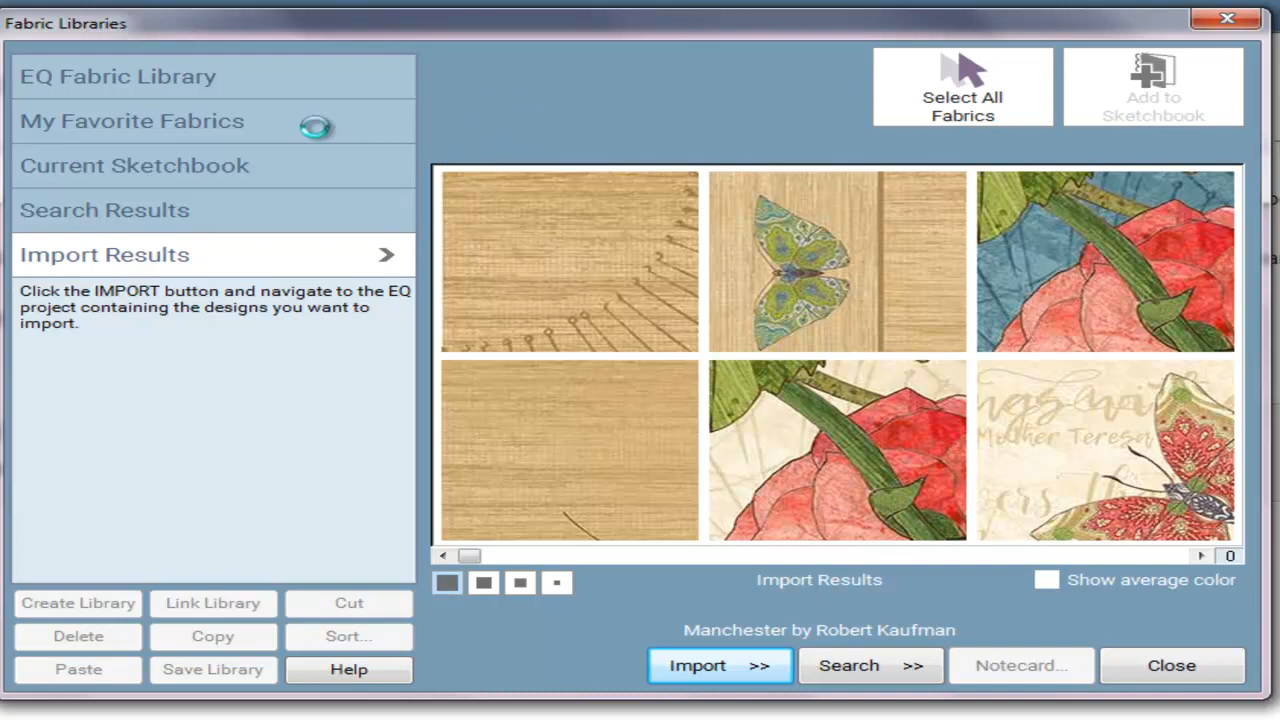 Fabric Libraries
EQ Fabric Library
My Favorite Fabrics
Current Sketchbook
Search Results
Import Results
Click the IMPORT button and navigate to the EQ
project containing the designs you want to
import.
Select All
Fabrics
Add to
Sketchbook
Mother Teresa
0
Import Results
Show average color
Manchester by Robert Kaufman
Create Library
Link Library
Cut
Delete
Copy
Sort...
Paste
Save Library
Help
Import >>
Search >>
Notecard...
Close